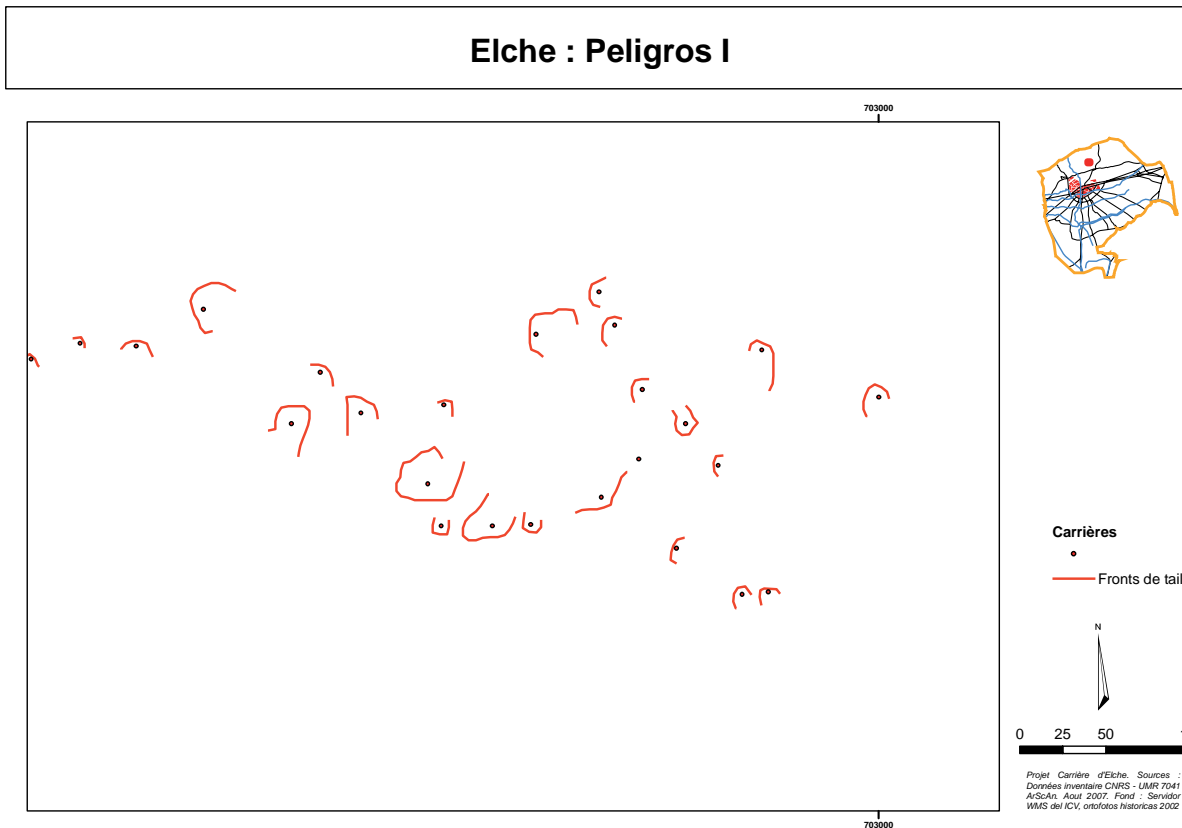 Elche : Peligros I
703000
Carrières
Fronts de tail
N
0 25 50 1
Projet Carrière d'Elche. Sources :
Données inventaire CNRS - UMR 7041
ArScAn. Aout 2007. Fond : Servidor
WMS del ICV, ortofotos historicas 2002
703000